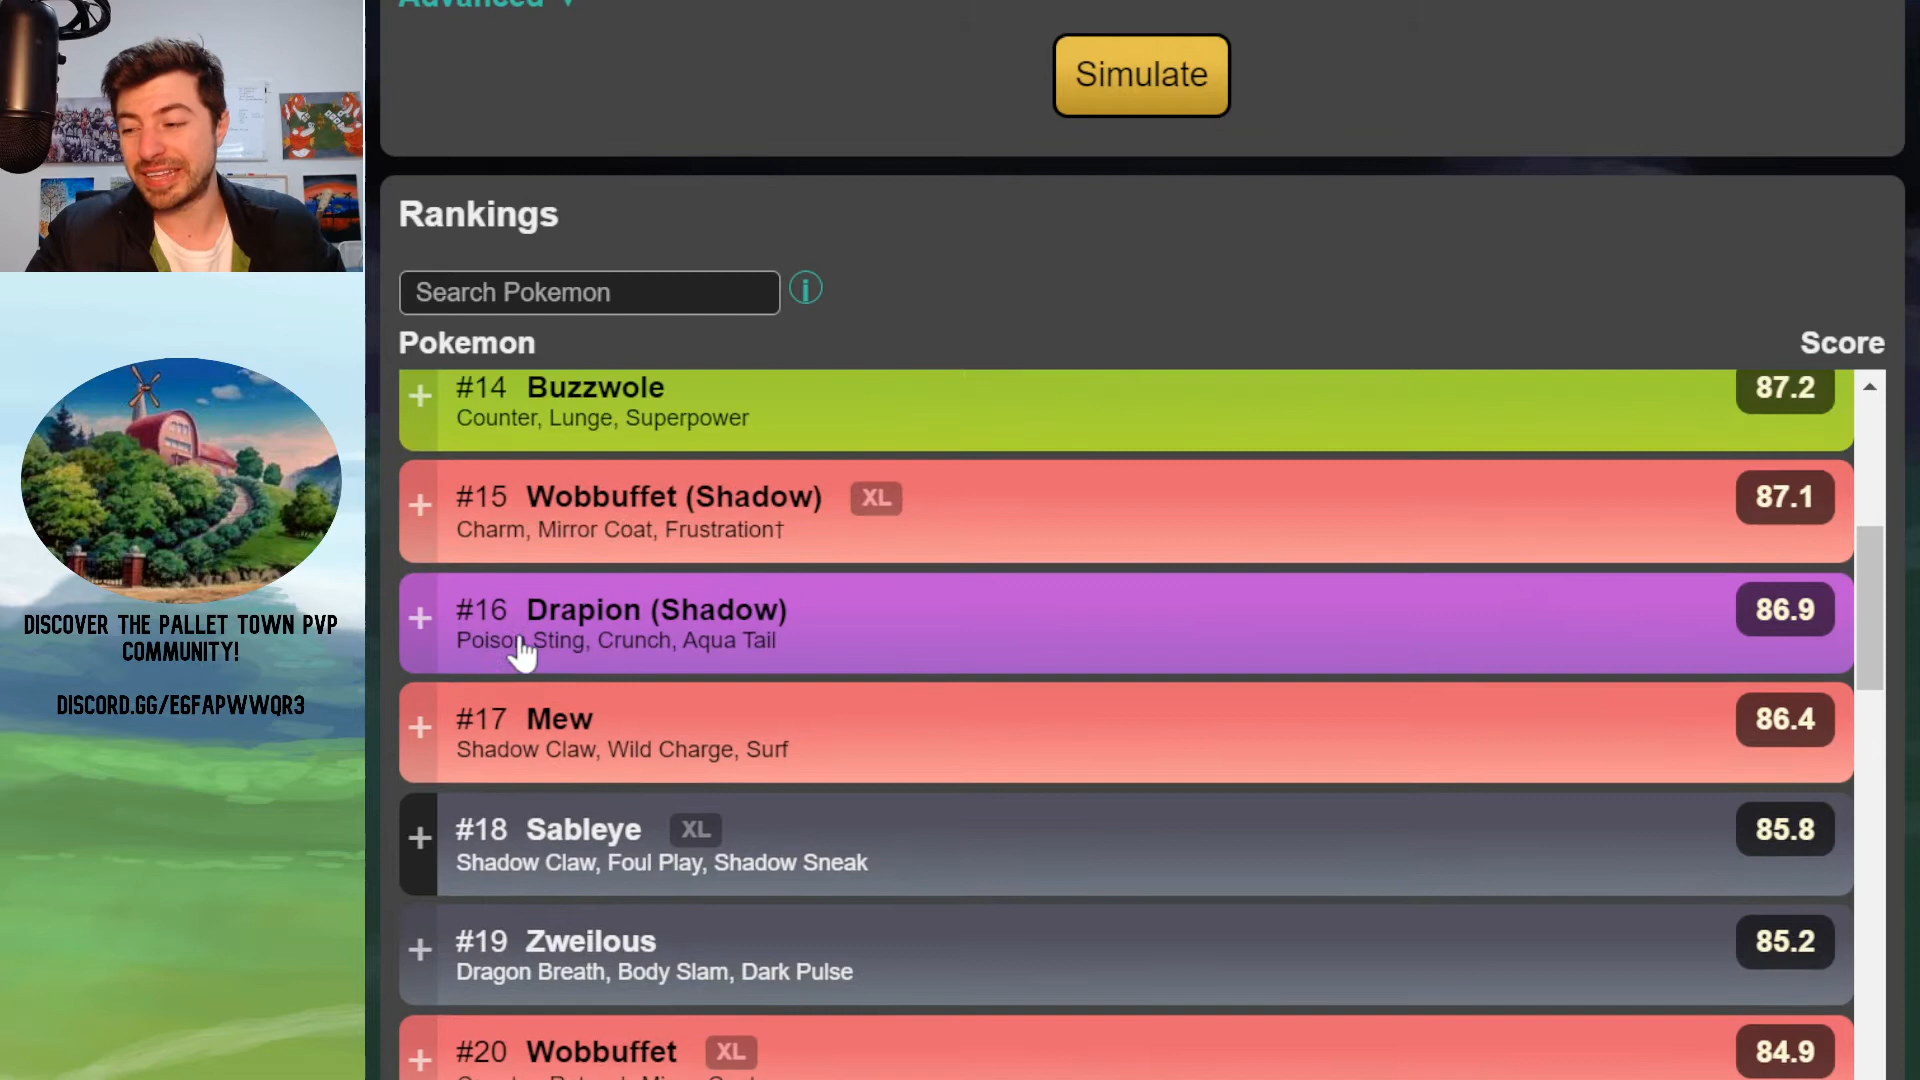 Advanced
Simulate
Rankings
Search Pokemon
i
Pokemon
Score
#14 Buzzwole
87.2
Counter, Lunge, Superpower
#15 Wobbuffet (Shadow) XL
87.1
Charm, Mirror Coat, Frustration†
#16 Drapion (Shadow)
86.9
Poison Sting, Crunch, Aqua Tail
#17 Mew
86.4
Shadow Claw, Wild Charge, Surf
#18 Sableye XL
85.8
Shadow Claw, Foul Play, Shadow Sneak
#19 Zweilous
85.2
Dragon Breath, Body Slam, Dark Pulse
#20 Wobbuffet XL
84.9
DISCOVER THE PALLET TOWN PVP
COMMUNITY!
DISCORD.GG/E6FAPWWQR3